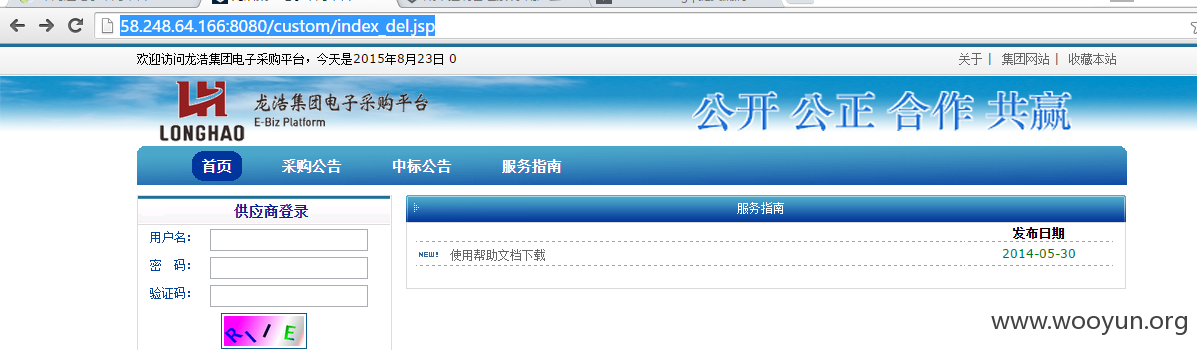 58.248.64.166:8080/custom/index_del.jsp
欢迎访问龙浩集团电子采购平台，今天是2015年8月23日 0
关于 | 集团网站 | 收藏本站
LONGHAO
龙浩集团电子采购平台
E-Biz Platform
公开 公正 合作 共赢
首页 采购公告 中标公告 服务指南
供应商登录
用户名：
密 码：
验证码：
服务指南
发布日期
NEW! 使用帮助文档下载 2014-05-30
www.wooyun.org